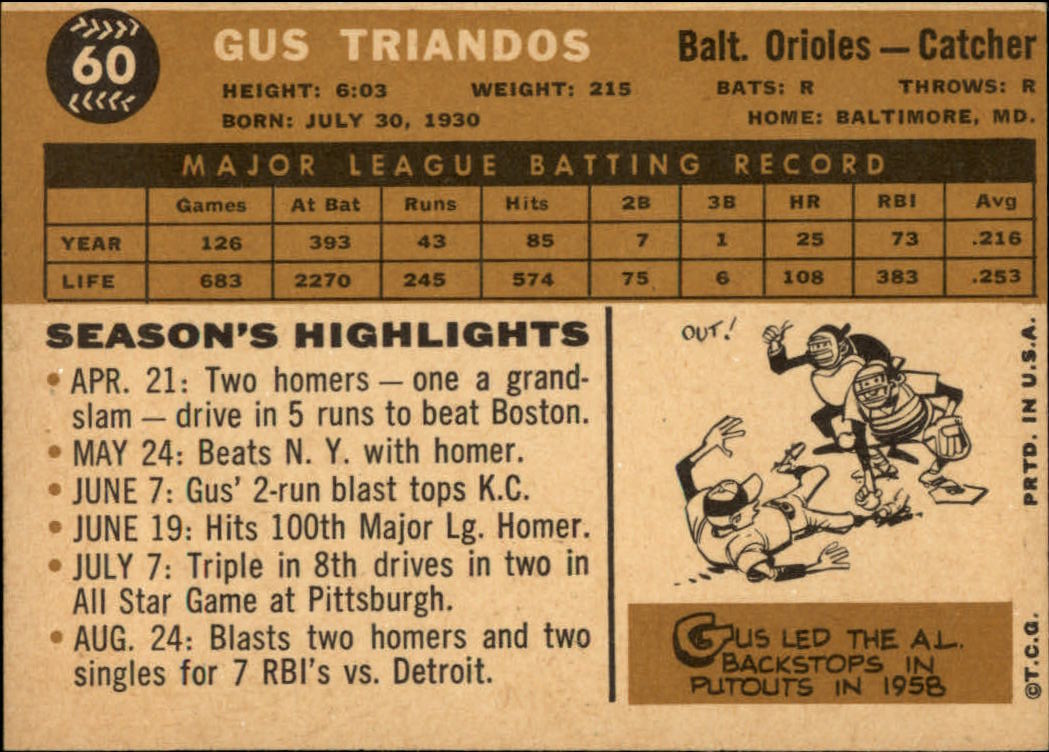 60
GUS TRIANDOS
Balt. Orioles — Catcher
HEIGHT: 6:03 WEIGHT: 215 BATS: R THROWS: R
BORN: JULY 30, 1930 HOME: BALTIMORE, MD.
MAJOR LEAGUE BATTING RECORD
Games At Bat Runs Hits 2B 3B HR RBI Avg
YEAR 126 393 43 85 7 1 25 73 .216
LIFE 683 2270 245 574 75 6 108 383 .253
SEASON'S HIGHLIGHTS
• APR. 21: Two homers — one a grand-
slam — drive in 5 runs to beat Boston.
• MAY 24: Beats N. Y. with homer.
• JUNE 7: Gus' 2-run blast tops K.C.
• JUNE 19: Hits 100th Major Lg. Homer.
• JULY 7: Triple in 8th drives in two in
All Star Game at Pittsburgh.
• AUG. 24: Blasts two homers and two
singles for 7 RBI's vs. Detroit.
OUT!
GUS LED THE A.L.
BACKSTOPS IN
PUTOUTS IN 1958
©T.C.G. PRTD. IN U.S.A.